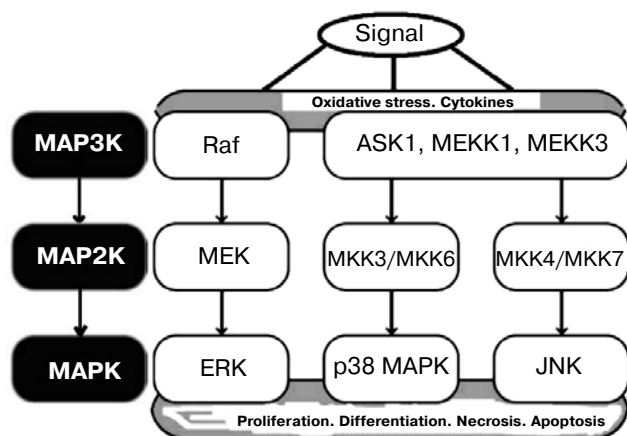 Signal
Oxidative stress. Cytokines
MAP3K
Raf
ASK1, MEKK1, MEKK3
MAP2K
MEK
MKK3/MKK6
MKK4/MKK7
MAPK
ERK
p38 MAPK
JNK
Proliferation. Differentiation. Necrosis. Apoptosis